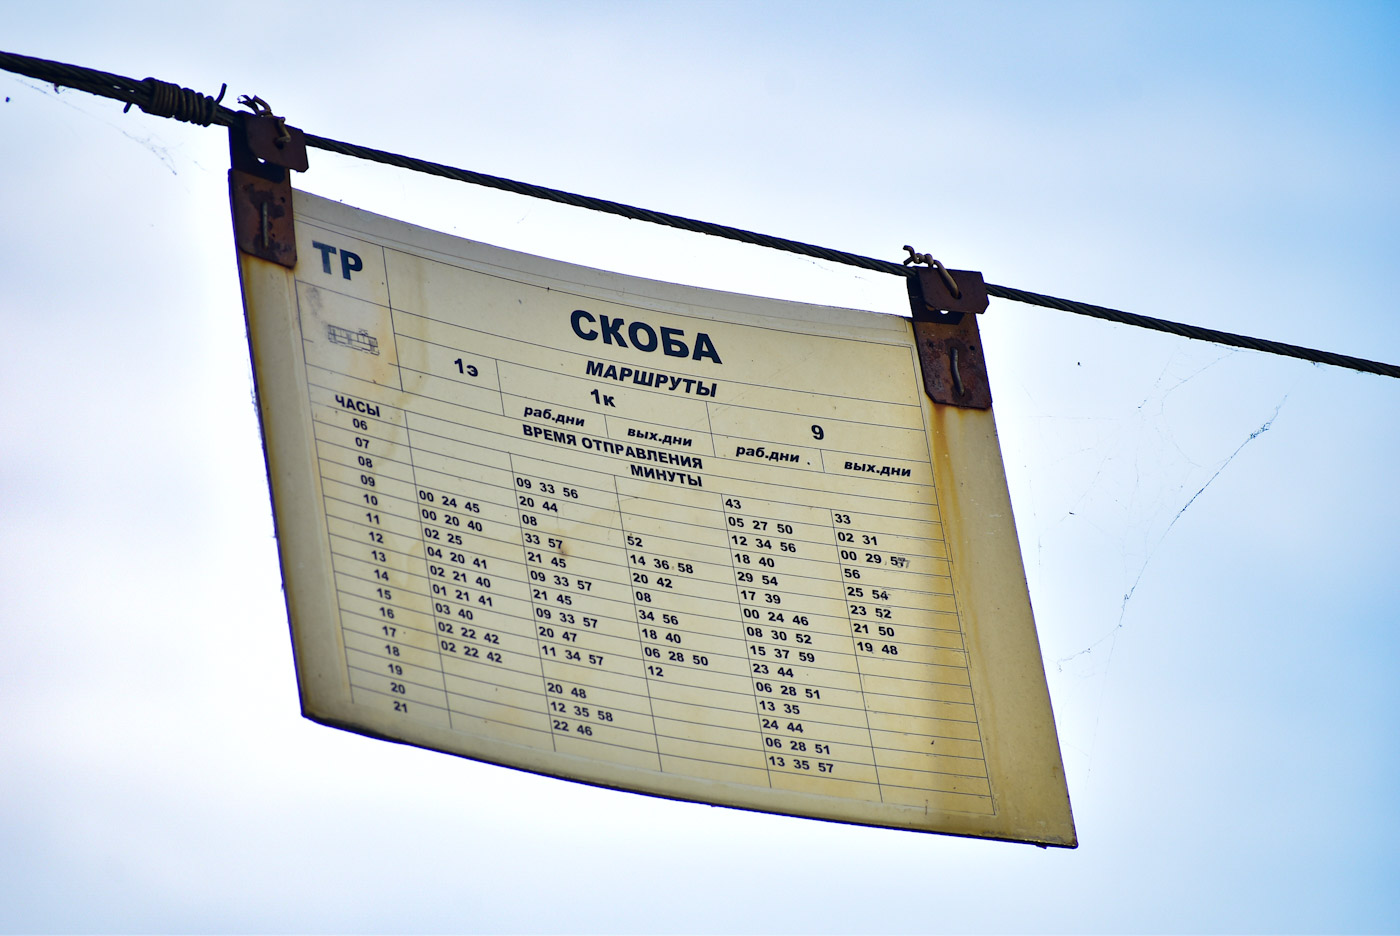 ТР
СКОБА
МАРШРУТЫ
1э 1к 9
раб.дни вых.дни раб.дни вых.дни
ВРЕМЯ ОТПРАВЛЕНИЯ
ЧАСЫ МИНУТЫ
06 43 33
07 09 33 56 05 27 50 02 31
08 20 44 12 34 56 00 29 57
09 00 24 45 08 52 18 40 56
10 00 20 40 33 57 14 36 58 29 54 25 54
11 02 25 21 45 20 42 17 39 23 52
12 04 20 41 09 33 57 08 00 24 46 21 50
13 02 21 40 21 45 34 56 08 30 52 19 48
14 01 21 41 09 33 57 18 40 15 37 59
15 03 40 20 47 06 28 50 23 44
16 02 22 42 11 34 57 12 06 28 51
17 02 22 42 13 35
18 20 48 24 44
19 12 35 58 06 28 51
20 22 46 13 35 57
21